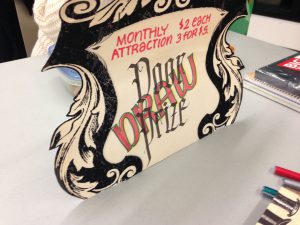 MONTHLY $2 each
ATTRACTION 3 FOR $5.
Door
DRAW
Prize